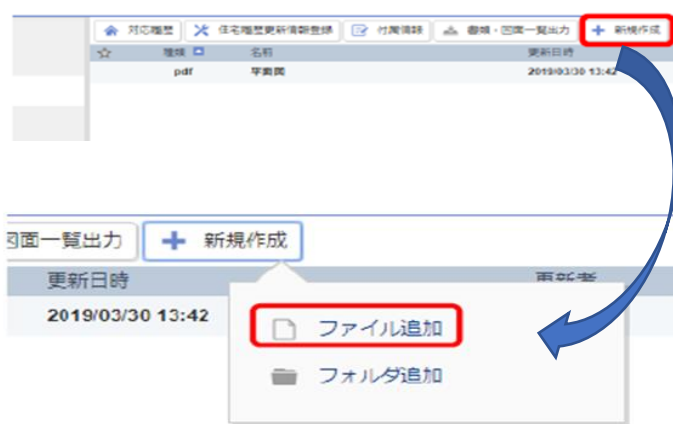 対応履歴 住宅履歴更新情報登録 付属情報 書類・図面一覧出力 新規作成
種類 名前 更新日時
pdf 平面図 2019/03/30 13:42
図面一覧出力 新規作成
更新日時 更新者
2019/03/30 13:42
ファイル追加
フォルダ追加